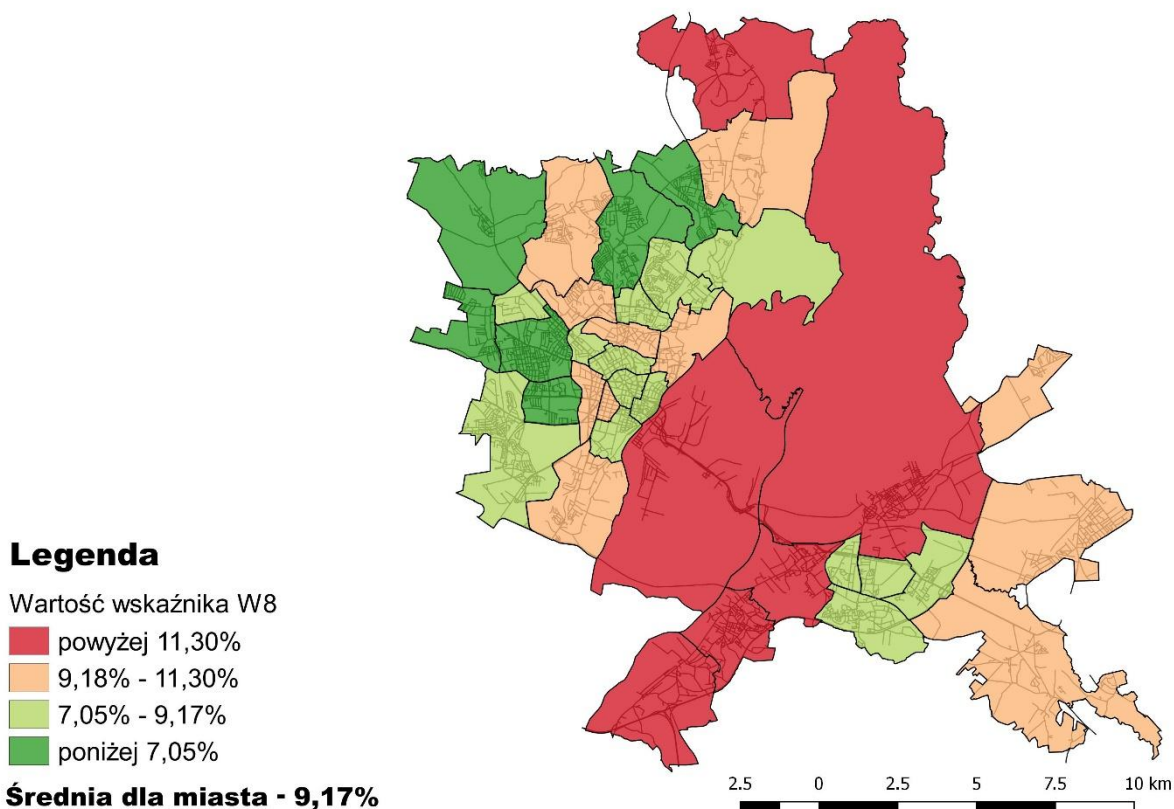 Legenda
Wartość wskaźnika W8
powyżej 11,30%
9,18% - 11,30%
7,05% - 9,17%
poniżej 7,05%
Średnia dla miasta - 9,17%
2.5 0 2.5 5 7.5 10 km